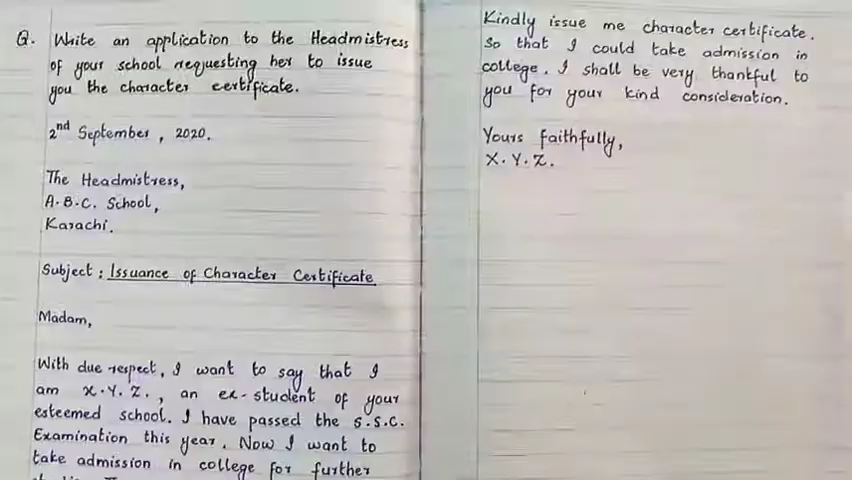 Q. Write an application to the Headmistress
of your school requesting her to issue
you the character certificate.
2nd September, 2020.
The Headmistress,
A.B.C. School,
Karachi.
Subject: Issuance of Character Certificate
Madam,
With due respect, I want to say that I
am X.Y.Z., an ex-student of your
esteemed school. I have passed the S.S.C.
Examination this year. Now I want to
take admission in college for further
Kindly issue me character certificate.
So that I could take admission in
college. I shall be very thankful to
you for your kind consideration.
Yours faithfully,
X.Y.Z.